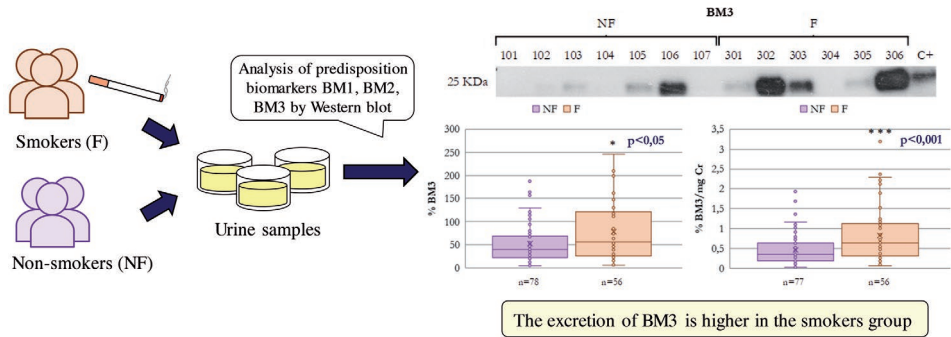 Smokers (F)
Non-smokers (NF)
Urine samples
Analysis of predisposition
biomarkers BM1, BM2,
BM3 by Western blot
BM3
NF F
101 102 103 104 105 106 107 301 302 303 304 305 306 C+
25 KDa
NF F
p<0,05
*
% BM3
300
250
200
150
100
50
0
n=78 n=56
NF F
***
p<0,001
% BM3/mg Cr
3,5
3
2,5
2
1,5
1
0,5
0
n=77 n=56
The excretion of BM3 is higher in the smokers group